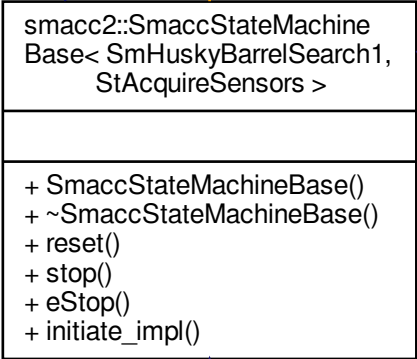 smacc2::SmaccStateMachine
Base< SmHuskyBarrelSearch1,
StAcquireSensors >
+ SmaccStateMachineBase()
+ ~SmaccStateMachineBase()
+ reset()
+ stop()
+ eStop()
+ initiate_impl()